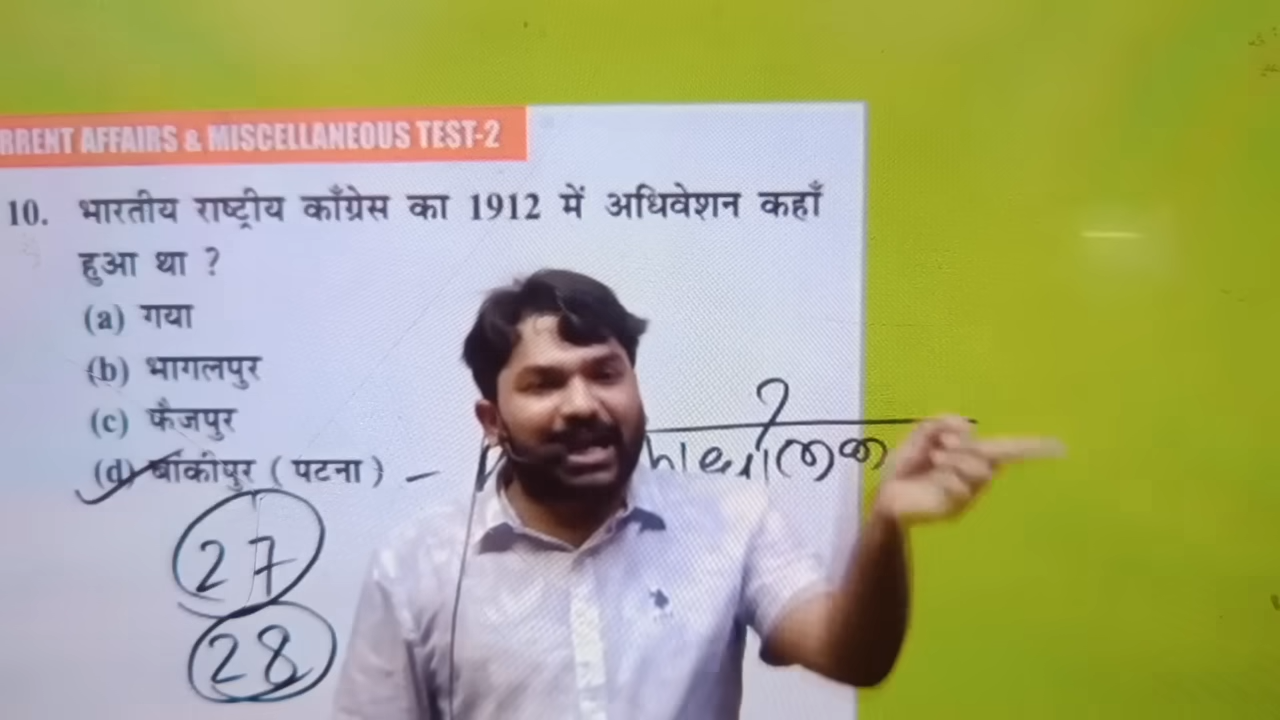 RRENT AFFAIRS & MISCELLANEOUS TEST-2
10. भारतीय राष्ट्रीय काँग्रेस का 1912 में अधिवेशन कहाँ
हुआ था ?
(a) गया
(b) भागलपुर
(c) फैजपुर
(d) बांकीपुर ( पटना ) –
?
27
28